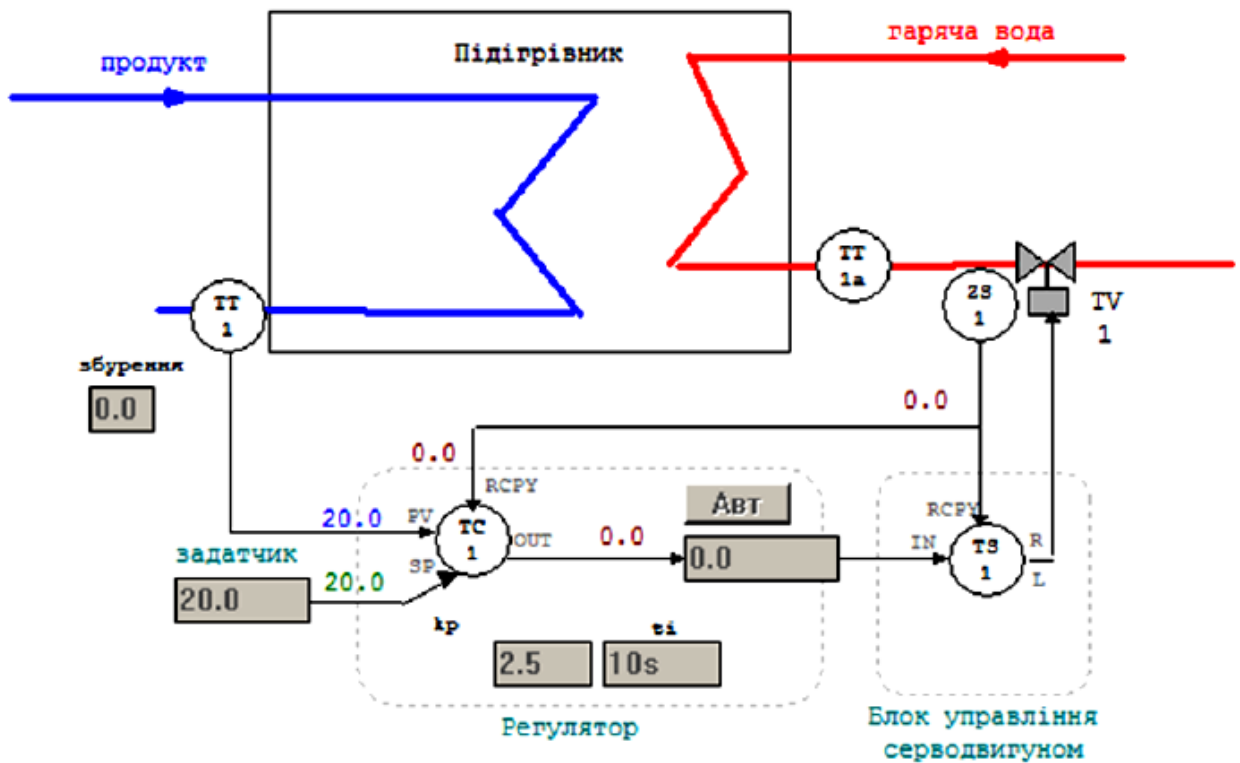 гаряча вода
Підігрівник
продукт
TT
1a
TT
1
ZS
1
TV
1
збурення
0.0
0.0
0.0
RCPY
Авт
RCPY
20.0
PV
TC
1
OUT
0.0
0.0
IN
TS
1
R
L
задатчик
SP
20.0
20.0
kp
ti
2.5
10s
Регулятор
Блок управління
серводвигуном